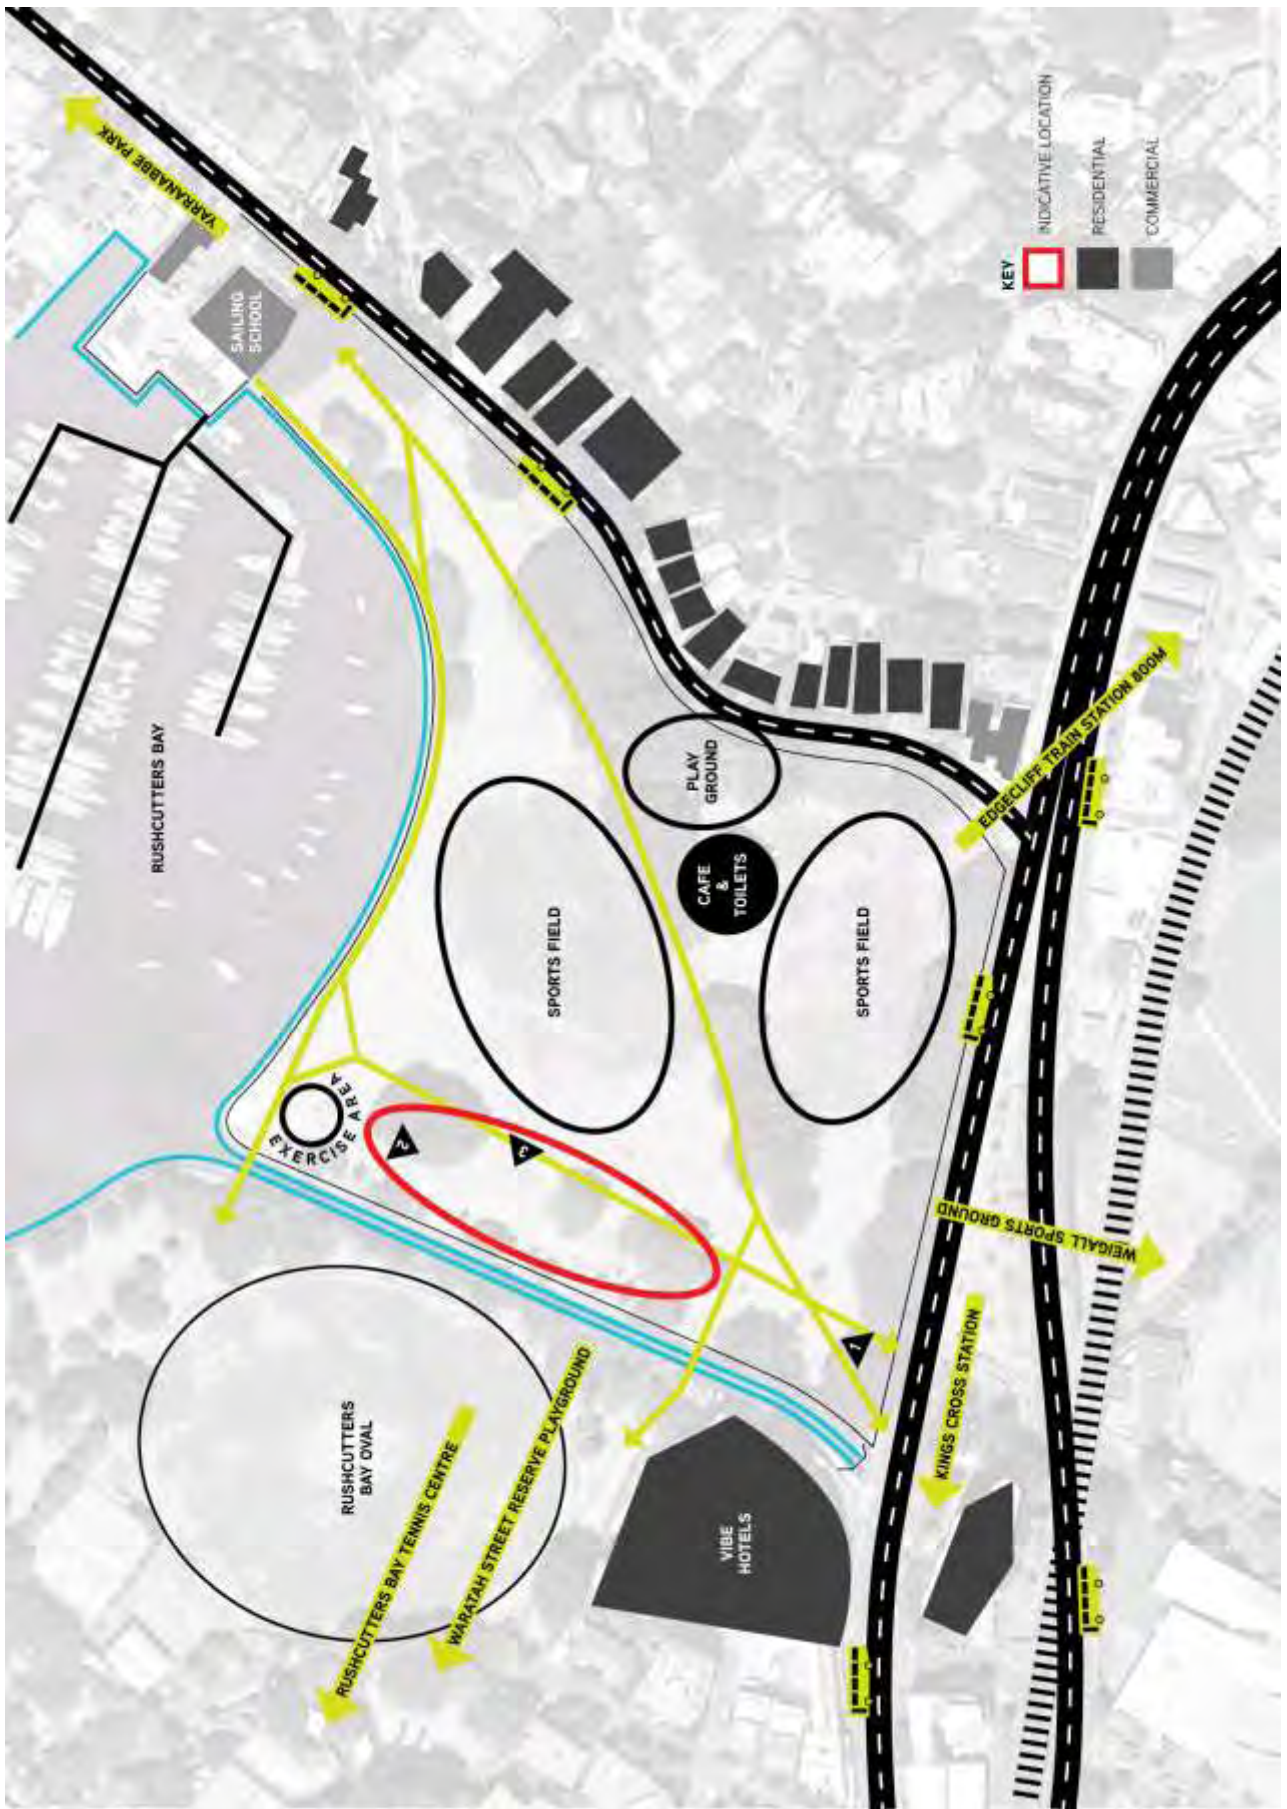 YARRANABBE PARK
SAILING
SCHOOL
RUSHCUTTERS BAY
KEY
INDICATIVE LOCATION
RESIDENTIAL
COMMERCIAL
PLAY
GROUND
CAFE
&
TOILETS
SPORTS FIELD
SPORTS FIELD
EDGECLIFF TRAIN STATION 800M
EXERCISE AREA
2
3
1
WEIGALL SPORTS GROUND
KINGS CROSS STATION
RUSHCUTTERS
BAY OVAL
RUSHCUTTERS BAY TENNIS CENTRE
WARATAH STREET RESERVE PLAYGROUND
VIBE
HOTELS